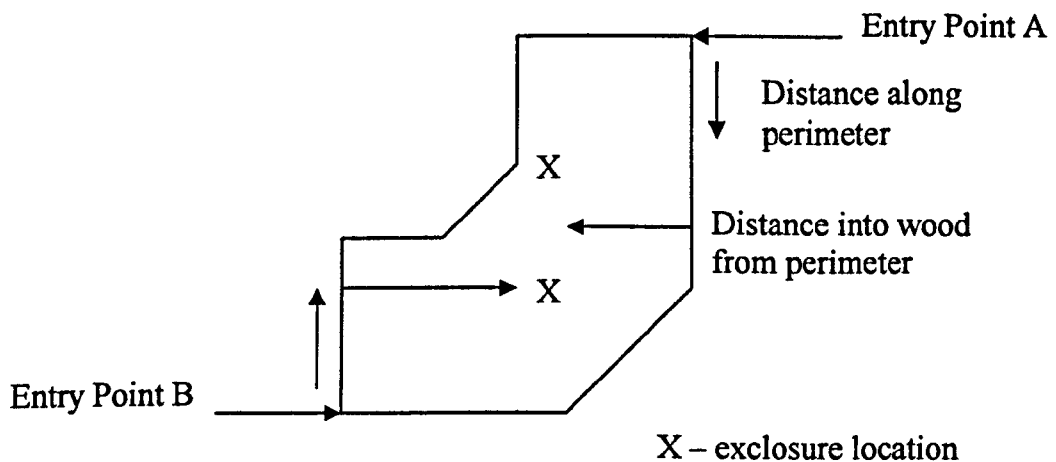 Entry Point A
Distance along
perimeter
X
Distance into wood
from perimeter
X
Entry Point B
X – exclosure location